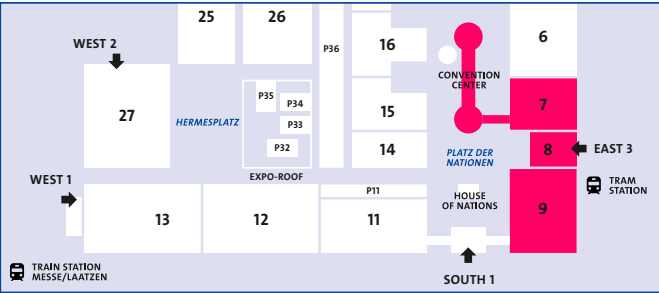 25
26
6
WEST 2
P36
16
CONVENTION
CENTER
27
P35
P34
7
HERMESPLATZ
15
P33
P32
14
PLATZ DER
NATIONEN
8
EAST 3
EXPO-ROOF
WEST 1
P11
HOUSE
OF NATIONS
TRAM
STATION
13
12
11
9
TRAIN STATION
MESSE/LAATZEN
SOUTH 1